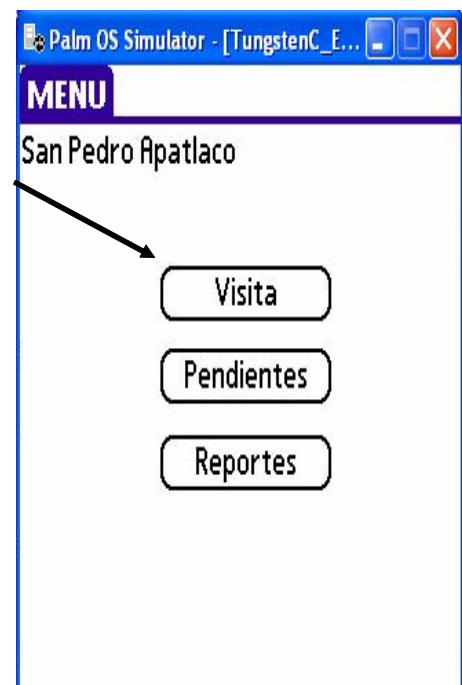 Palm OS Simulator - [TungstenC_E...
MENU
San Pedro Apatlaco
Visita
Pendientes
Reportes